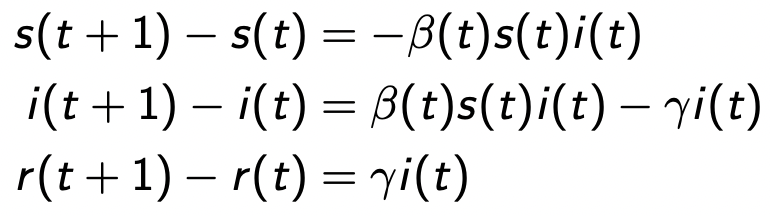 s(t + 1) − s(t) = −β(t)s(t)i(t)
i(t + 1) − i(t) = β(t)s(t)i(t) − γi(t)
r(t + 1) − r(t) = γi(t)